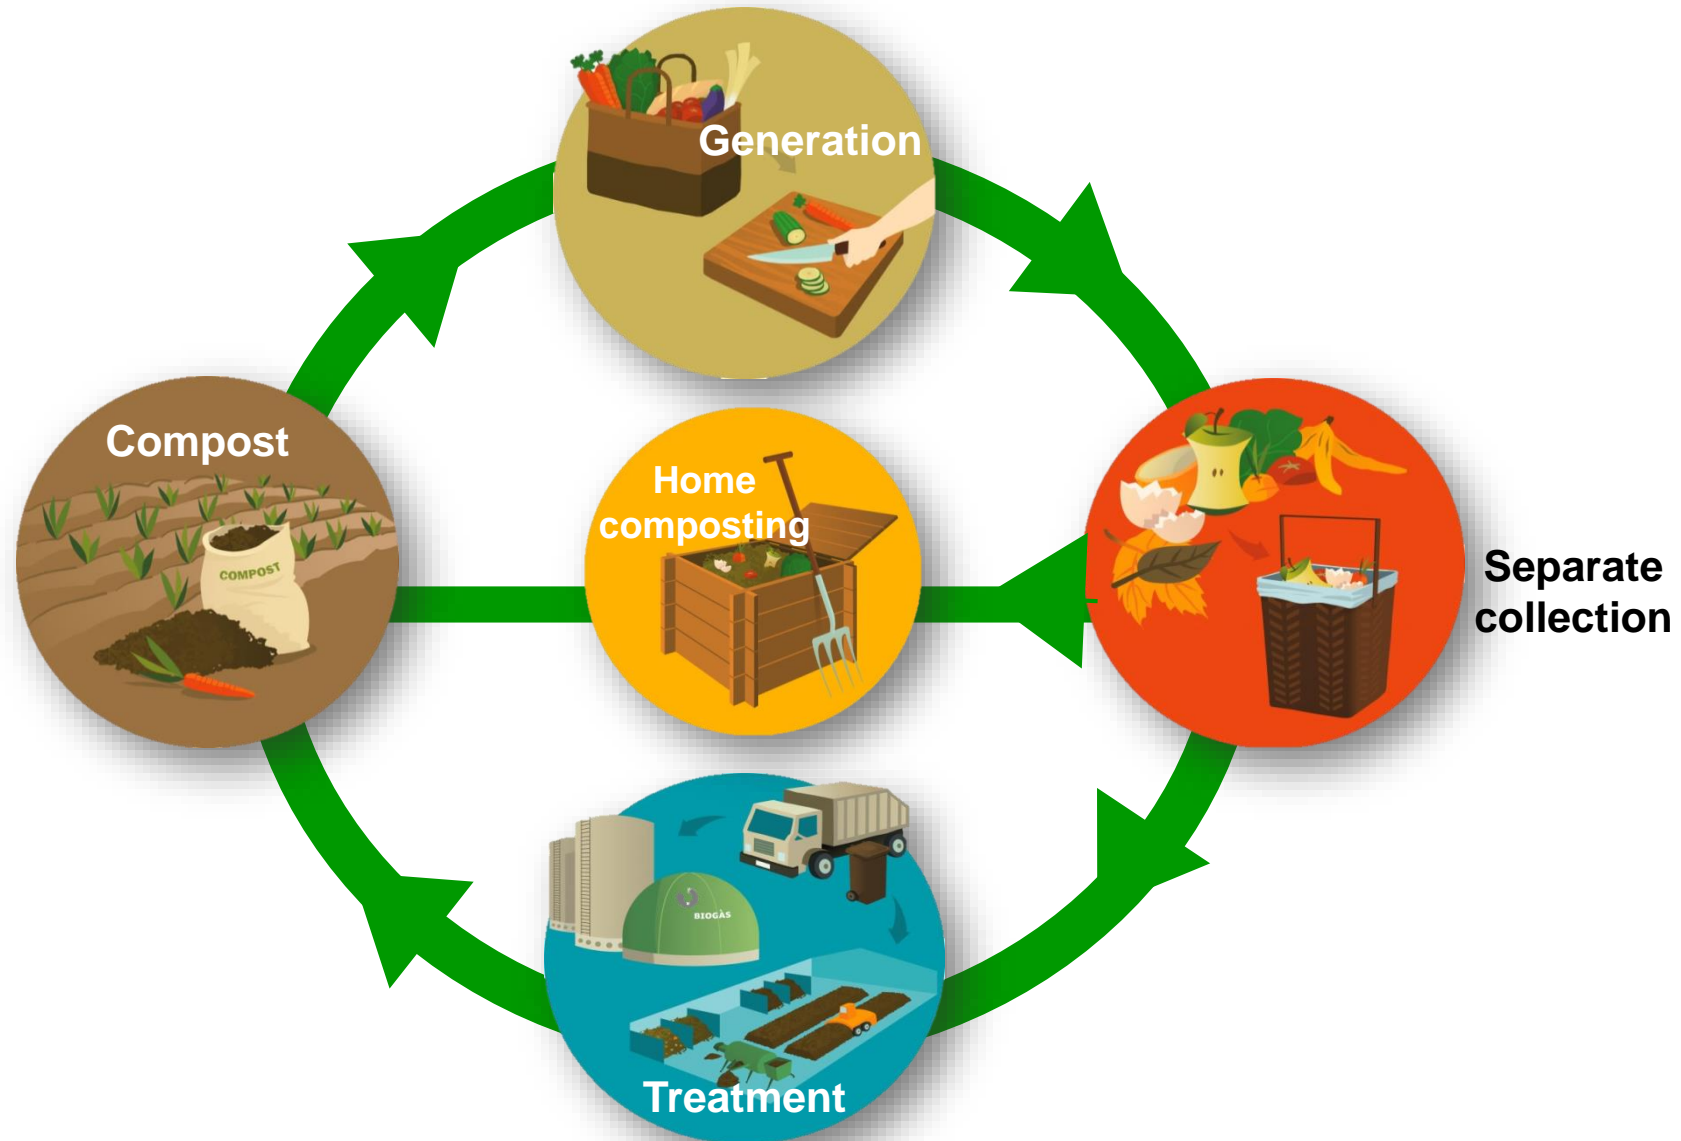 Generation
Compost
COMPOST
Home
composting
Separate
collection
BIOGÀS
Treatment